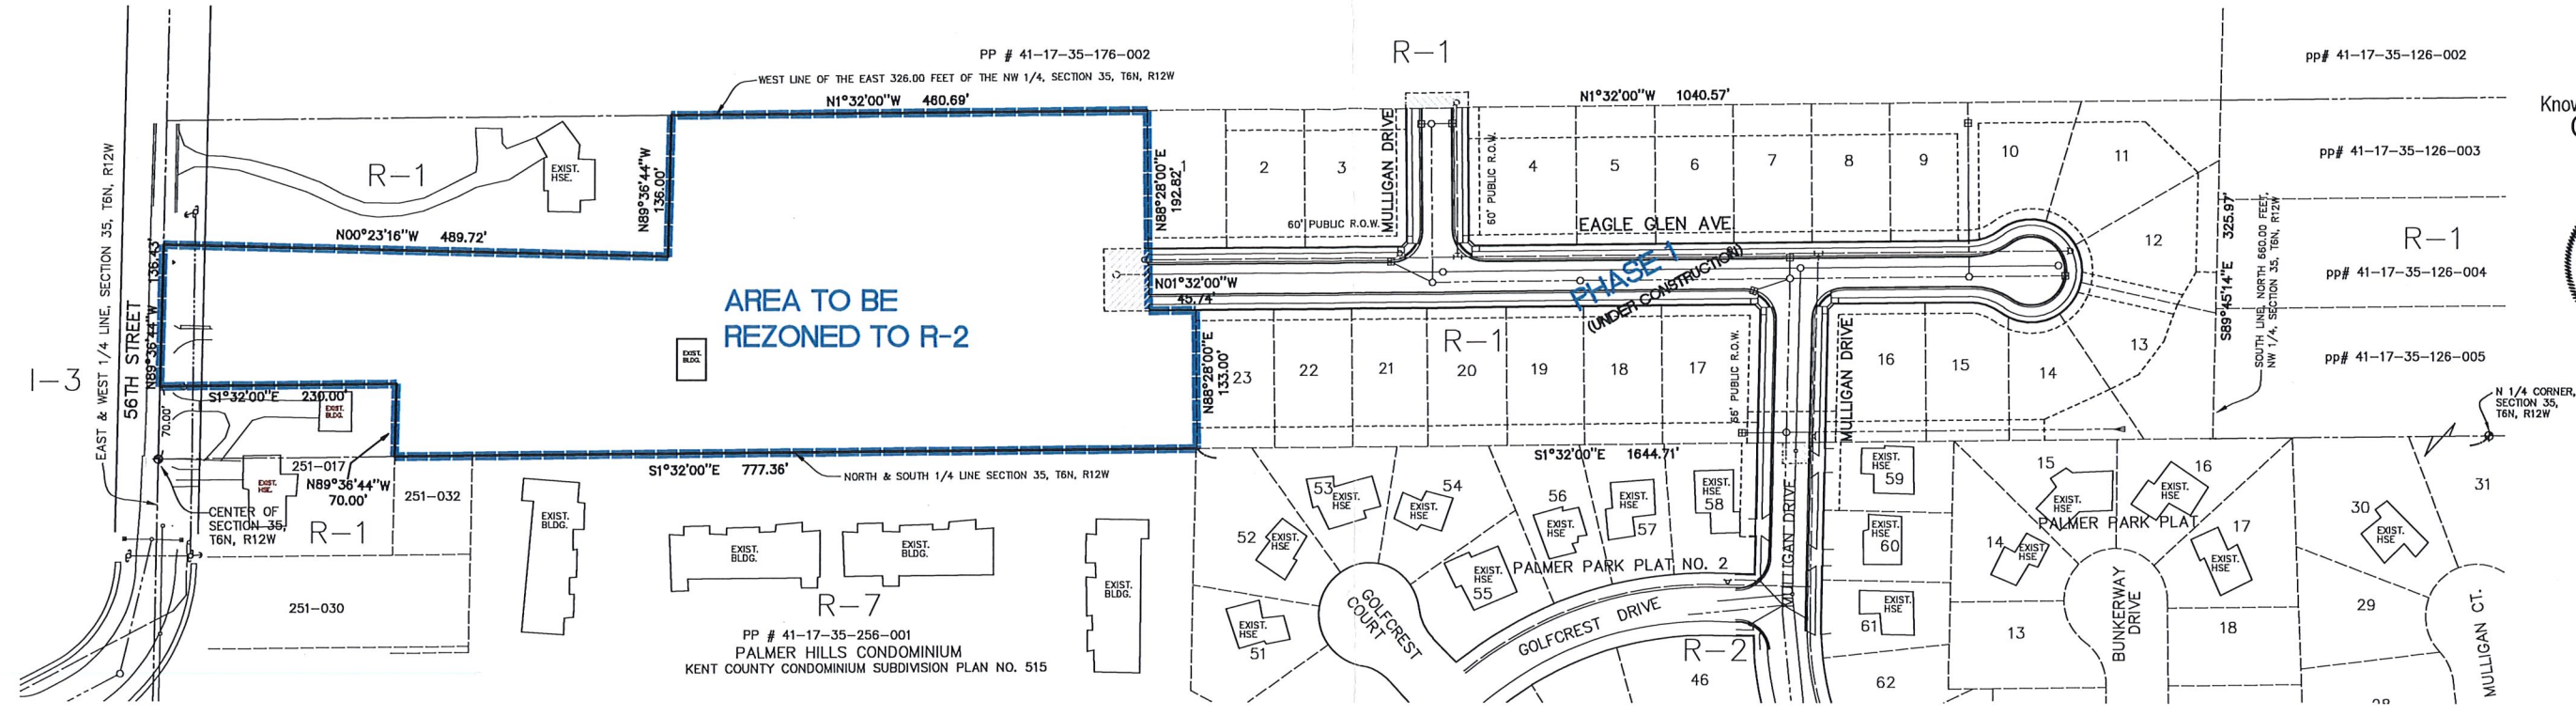 R-1
PP # 41-17-35-176-002
WEST LINE OF THE EAST 326.00 FEET OF THE NW 1/4, SECTION 35, T6N, R12W
N1°32'00"W 460.69'
N1°32'00"W 1040.57'
pp# 41-17-35-126-002
Know
EAST & WEST 1/4 LINE, SECTION 35, T6N, R12W
56TH STREET
I-3
R-1
EXIST.
HSE.
N89°36'44"W
136.00'
N00°23'16"W 489.72'
N89°36'44"W 136.43'
N88°28'00"E
192.82'
1
2
3
60' PUBLIC R.O.W.
MULLIGAN DRIVE
60' PUBLIC R.O.W.
4
5
6
7
8
9
10
11
12
13
pp# 41-17-35-126-003
R-1
pp# 41-17-35-126-004
pp# 41-17-35-126-005
S89°45'14"E 325.97'
SOUTH LINE, NORTH 660.00 FEET,
NW 1/4, SECTION 35, T6N, R12W
N 1/4 CORNER,
SECTION 35,
T6N, R12W
EAGLE GLEN AVE.
PHASE 1
(UNDER CONSTRUCTION)
N01°32'00"W
45.74'
AREA TO BE
REZONED TO R-2
EXIST.
BLDG.
N88°28'00"E
133.00'
R-1
23
22
21
20
19
18
17
66' PUBLIC R.O.W.
MULLIGAN DRIVE
16
15
14
S1°32'00"E 230.00'
70.00'
EXIST.
BLDG.
251-017
N89°36'44"W
70.00'
251-032
EXIST.
HSE.
CENTER OF
SECTION 35,
T6N, R12W
R-1
251-030
S1°32'00"E 777.36'
NORTH & SOUTH 1/4 LINE SECTION 35, T6N, R12W
S1°32'00"E 1644.71'
EXIST.
BLDG.
EXIST.
BLDG.
EXIST.
BLDG.
EXIST.
BLDG.
R-7
PP # 41-17-35-256-001
PALMER HILLS CONDOMINIUM
KENT COUNTY CONDOMINIUM SUBDIVISION PLAN NO. 515
53
EXIST.
HSE
54
EXIST.
HSE
52
EXIST.
HSE
51
EXIST.
HSE
56
EXIST.
HSE
57
EXIST.
HSE
58
EXIST.
HSE
55
EXIST.
HSE
PALMER PARK PLAT NO. 2
GOLFCREST
COURT
GOLFCREST DRIVE
MULLIGAN DRIVE
R-2
46
59
EXIST.
HSE
60
EXIST.
HSE
61
EXIST.
HSE
62
15
EXIST.
HSE
16
EXIST.
HSE
PALMER PARK PLAT
14
EXIST.
HSE
17
EXIST.
HSE
13
BUNKERWAY
DRIVE
18
30
EXIST.
HSE
31
29
MULLIGAN CT.